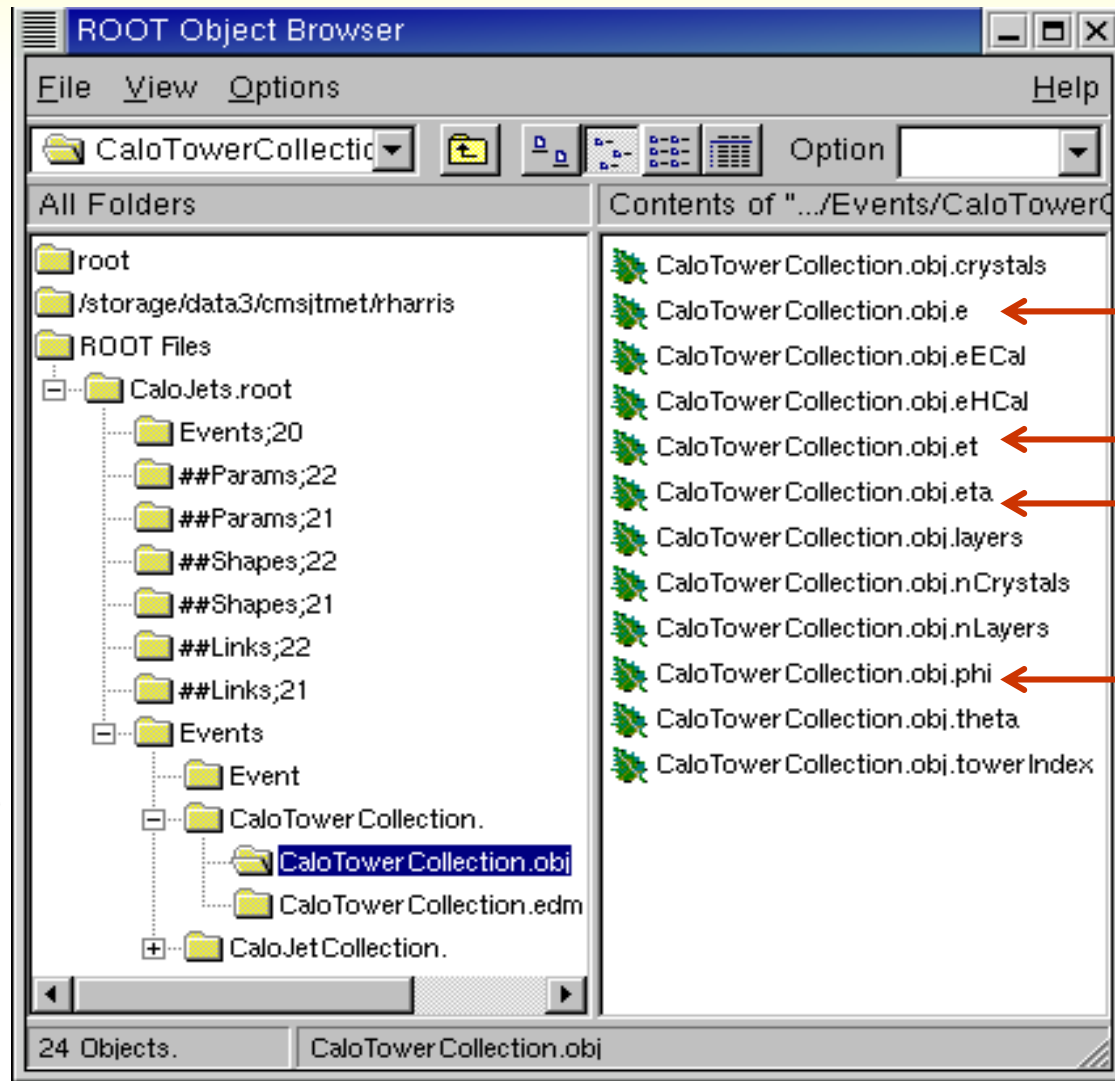 ROOT Object Browser
File View Options Help
CaloTowerCollectic Option
All Folders
Contents of ".../Events/CaloTowerC
root
/storage/data3/cmsjtmet/rharris
ROOT Files
CaloJets.root
Events;20
##Params;22
##Params;21
##Shapes;22
##Shapes;21
##Links;22
##Links;21
Events
Event
CaloTowerCollection.
CaloTowerCollection.obj
CaloTowerCollection.edm
CaloJetCollection.
CaloTowerCollection.obj.crystals
CaloTowerCollection.obj.e
CaloTowerCollection.obj.eECal
CaloTowerCollection.obj.eHCal
CaloTowerCollection.obj.et
CaloTowerCollection.obj.eta
CaloTowerCollection.obj.layers
CaloTowerCollection.obj.nCrystals
CaloTowerCollection.obj.nLayers
CaloTowerCollection.obj.phi
CaloTowerCollection.obj.theta
CaloTowerCollection.obj.towerIndex
24 Objects.
CaloTowerCollection.obj